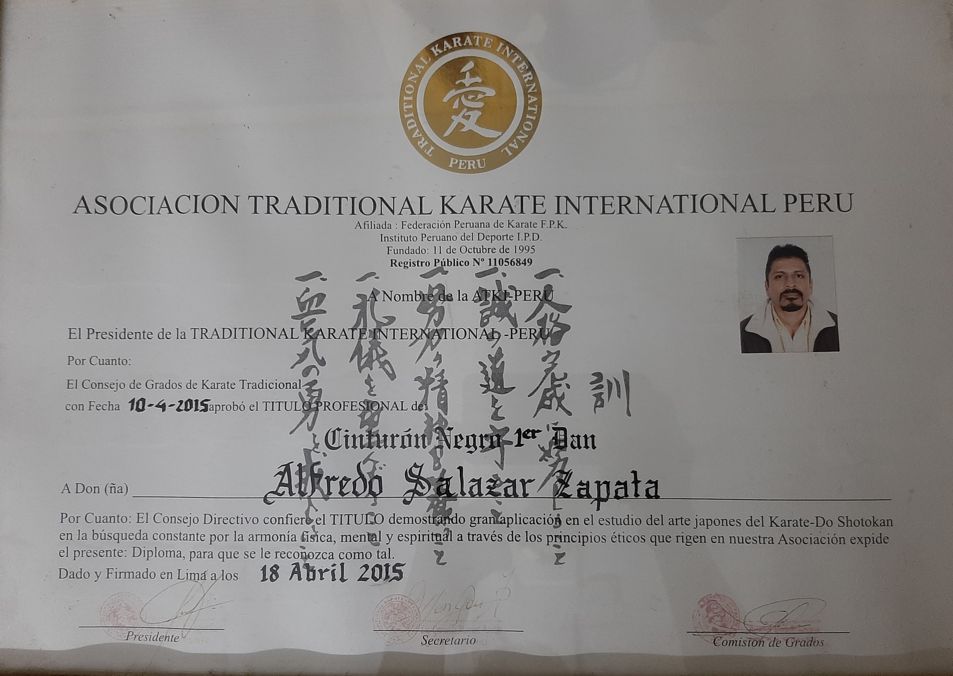 TRADITIONAL KARATE INTERNATIONAL
愛
PERU
ASOCIACION TRADITIONAL KARATE INTERNATIONAL PERU
Afiliada : Federación Peruana de Karate F.P.K.
Instituto Peruano del Deporte I.P.D.
Fundado: 11 de Octubre de 1995
Registro Público Nº 11056849
A Nombre de la ATKI-PERU
El Presidente de la TRADITIONAL KARATE INTERNATIONAL -PERU
Por Cuanto:
El Consejo de Grados de Karate Tradicional
con Fecha 10-4-2015 aprobó el TITULO PROFESIONAL de:
Cinturón Negro 1er Dan
A Don (ña) Alfredo Salazar Zapata
Por Cuanto: El Consejo Directivo confiere el TITULO demostrando gran aplicación en el estudio del arte japones del Karate-Do Shotokan
en la búsqueda constante por la armonía física, mental y espiritual a través de los principios éticos que rigen en nuestra Asociación expide
el presente: Diploma, para que se le reconozca como tal.
Dado y Firmado en Lima a los 18 Abril 2015
Presidente
Secretario
Comision de Grados
訓